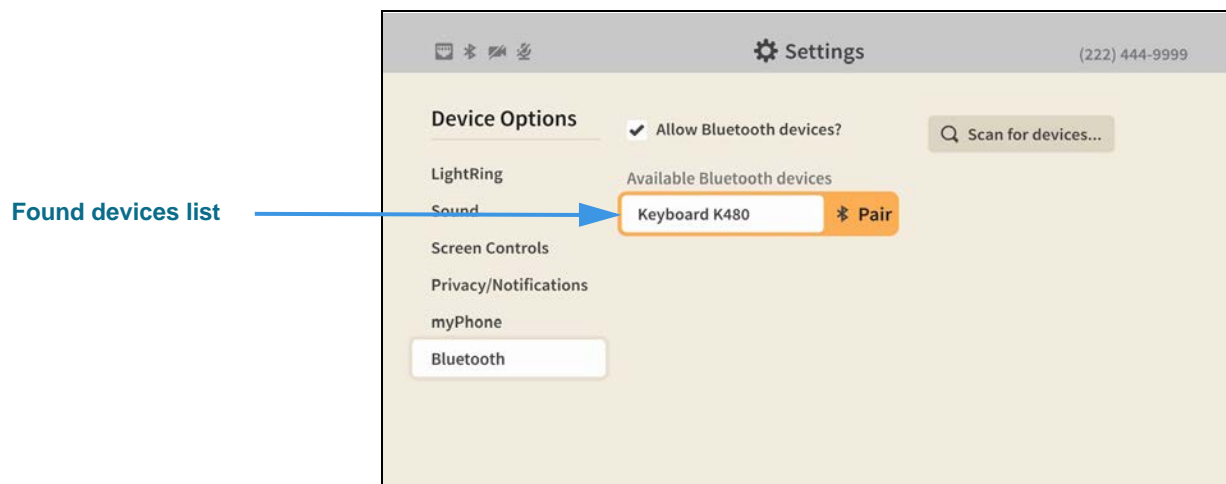 Settings
(222) 444-9999
Device Options
Allow Bluetooth devices?
Scan for devices...
LightRing
Available Bluetooth devices
Found devices list
Sound
Keyboard K480
Pair
Screen Controls
Privacy/Notifications
myPhone
Bluetooth